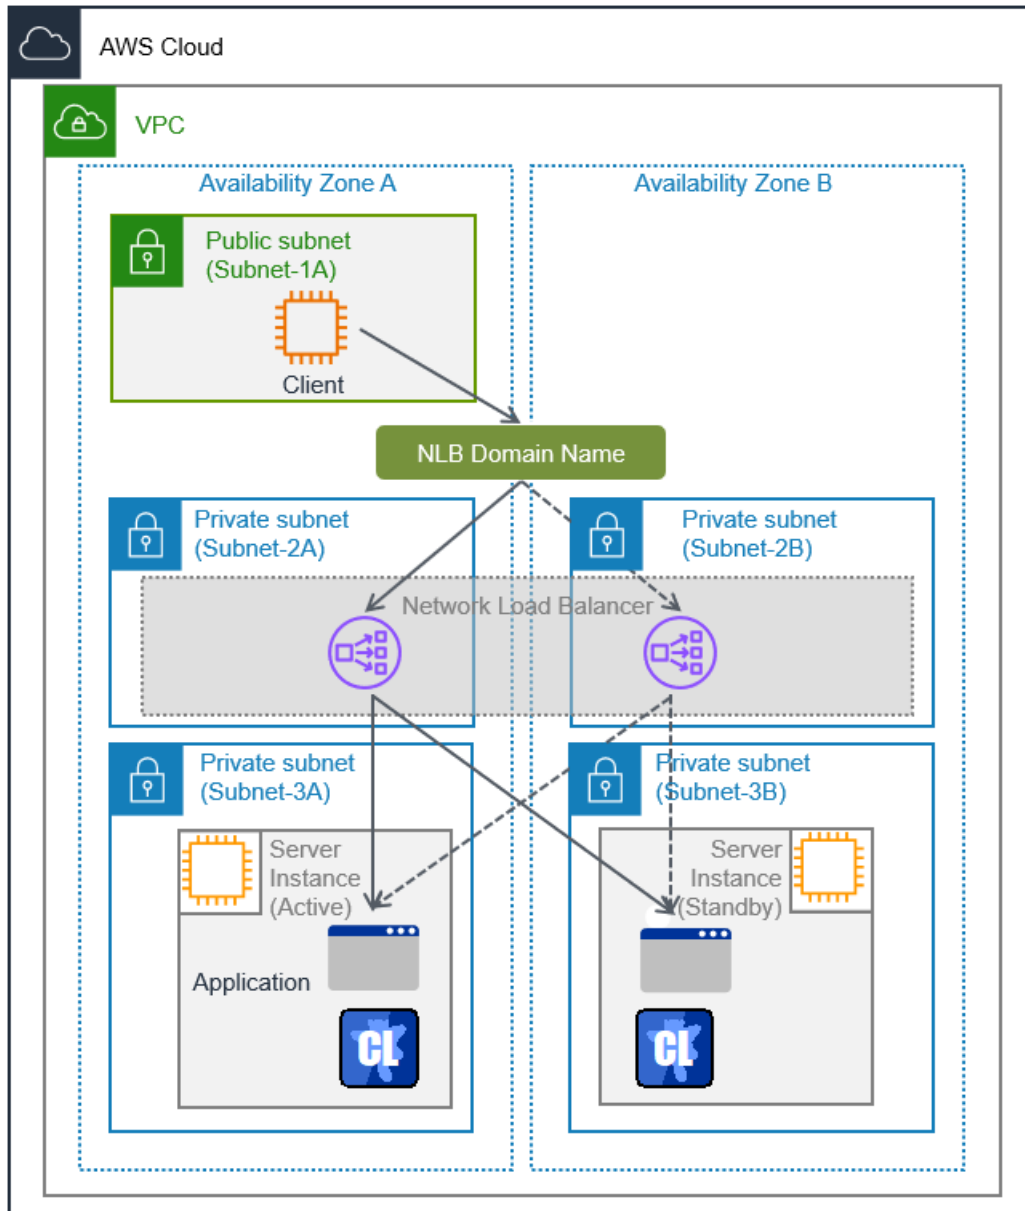 AWS Cloud
VPC
Availability Zone A
Availability Zone B
Public subnet
(Subnet-1A)
Client
NLB Domain Name
Private subnet
(Subnet-2A)
Private subnet
(Subnet-2B)
Network Load Balancer
Private subnet
(Subnet-3A)
Private subnet
(Subnet-3B)
Server
Instance
(Active)
Server
Instance
(Standby)
Application
CL
CL